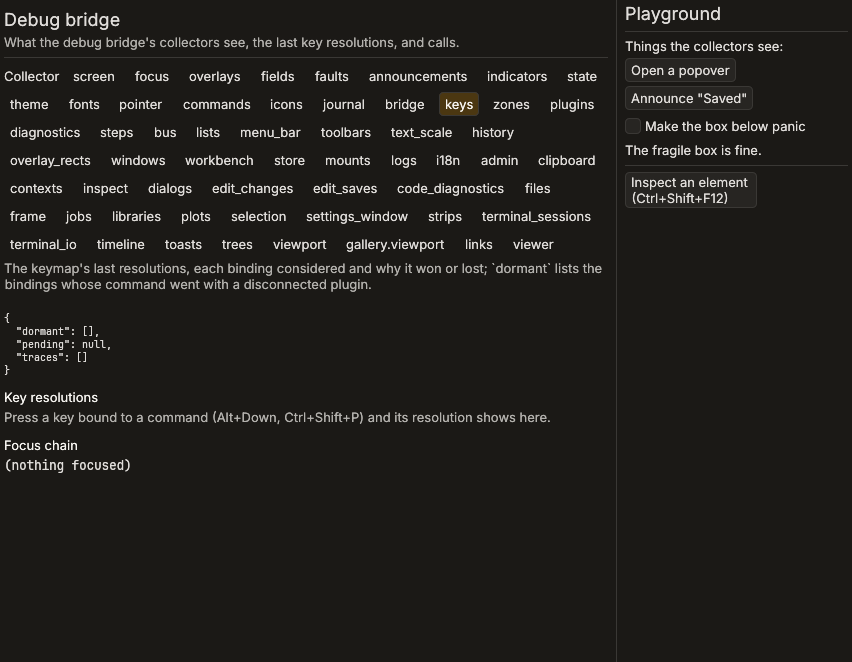 Debug bridge
What the debug bridge's collectors see, the last key resolutions, and calls.
Collector screen focus overlays fields faults announcements indicators state
theme fonts pointer commands icons journal bridge keys zones plugins
diagnostics steps bus lists menu_bar toolbars text_scale history
overlay_rects windows workbench store mounts logs i18n admin clipboard
contexts inspect dialogs edit_changes edit_saves code_diagnostics files
frame jobs libraries plots selection settings_window strips terminal_sessions
terminal_io timeline toasts trees viewport gallery.viewport links viewer
The keymap's last resolutions, each binding considered and why it won or lost; `dormant` lists the
bindings whose command went with a disconnected plugin.
{
  "dormant": [],
  "pending": null,
  "traces": []
}
Key resolutions
Press a key bound to a command (Alt+Down, Ctrl+Shift+P) and its resolution shows here.
Focus chain
(nothing focused)
Playground
Things the collectors see:
Open a popover
Announce "Saved"
Make the box below panic
The fragile box is fine.
Inspect an element
(Ctrl+Shift+F12)